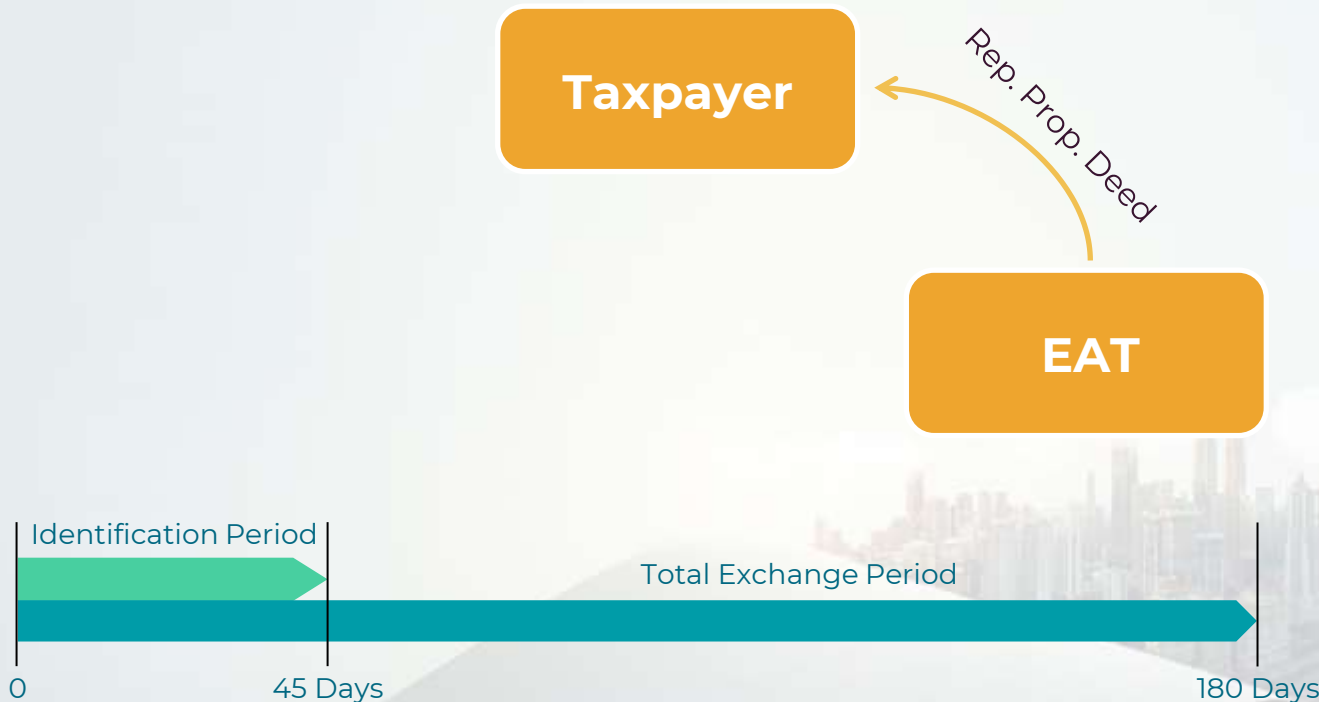 Taxpayer
Rep. Prop. Deed
EAT
Identification Period
Total Exchange Period
0
45 Days
180 Days